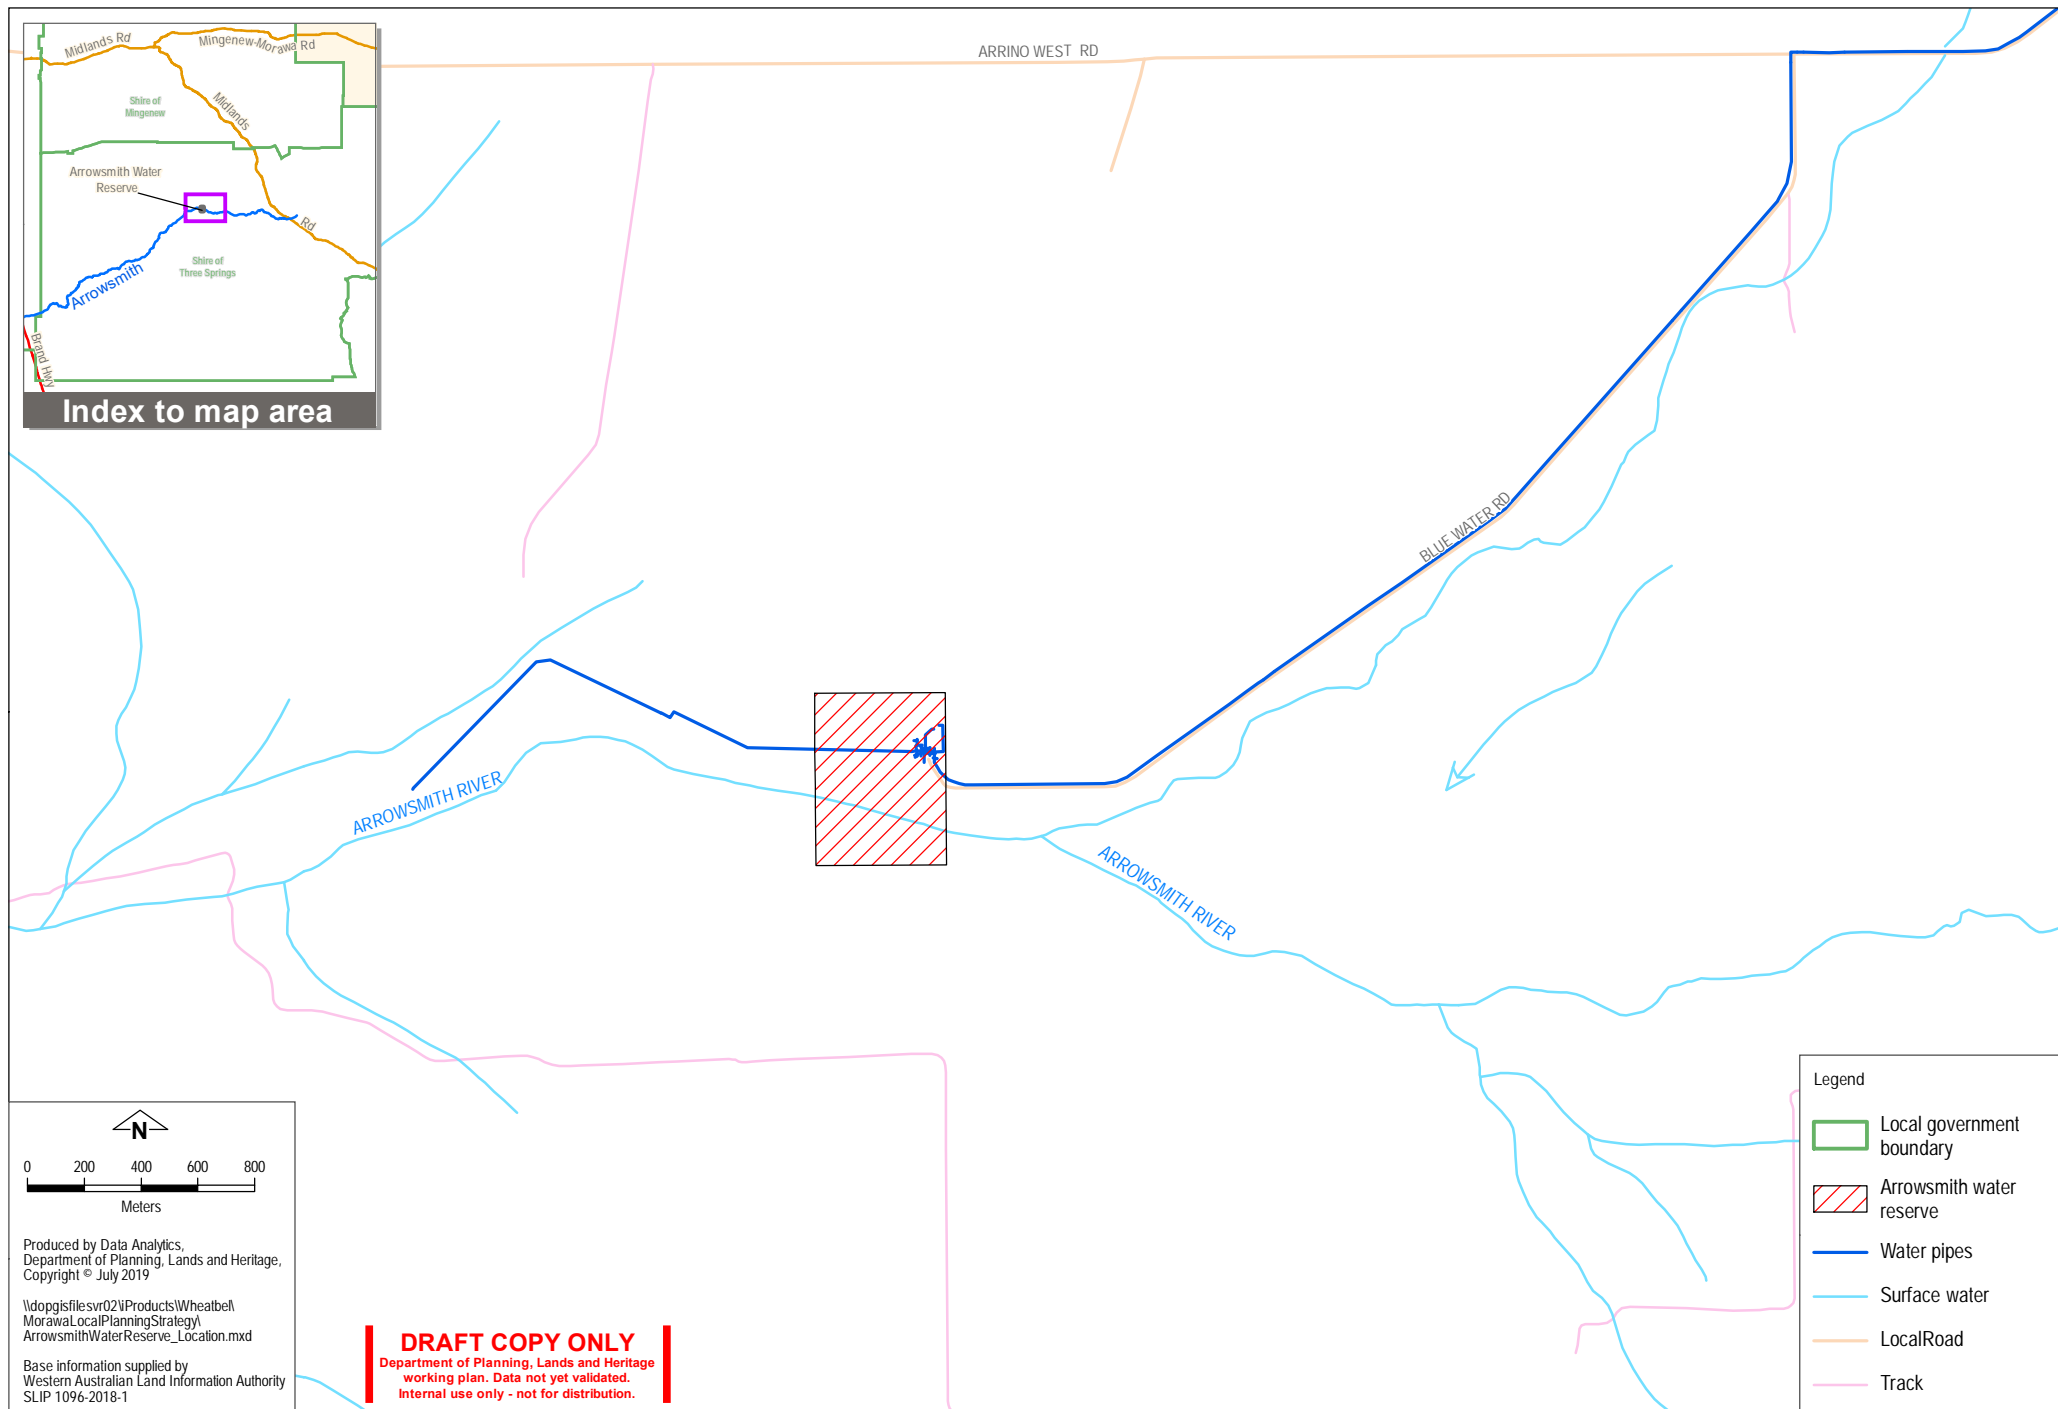 Midlands Rd
Mingenew-Morawa Rd
Shire of
Mingenew
Midlands
Arrowsmith Water
Reserve
Rd
Shire of
Three Springs
Arrowsmith
Brand Hwy
Index to map area
ARRINO WEST RD
BLUE WATER RD
ARROWSMITH RIVER
ARROWSMITH RIVER
N
0 200 400 600 800
Meters
Produced by Data Analytics,
Department of Planning, Lands and Heritage,
Copyright © July 2019
\\dopgisfilesvr02\iProducts\Wheatbelt\
MorawaLocalPlanningStrategy\
ArrowsmithWaterReserve_Location.mxd
Base information supplied by
Western Australian Land Information Authority
SLIP 1096-2018-1
DRAFT COPY ONLY
Department of Planning, Lands and Heritage
working plan. Data not yet validated.
Internal use only - not for distribution.
Legend
Local government
boundary
Arrowsmith water
reserve
Water pipes
Surface water
LocalRoad
Track